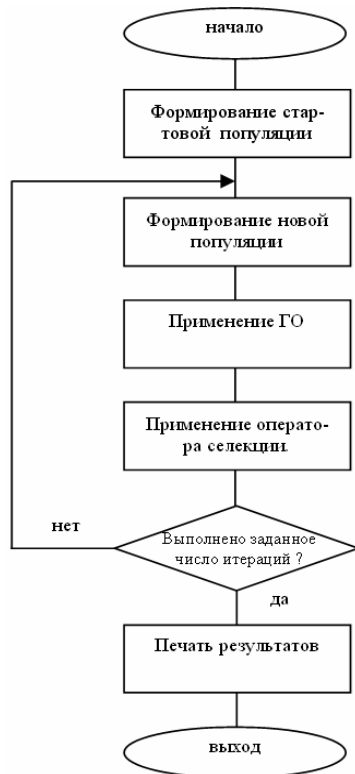 начало
Формирование стар-
товой популяции
Формирование новой
популяции
Применение ГО
Применение операто-
ра селекции.
Выполнено заданное
число итераций ?
нет
да
Печать результатов
выход